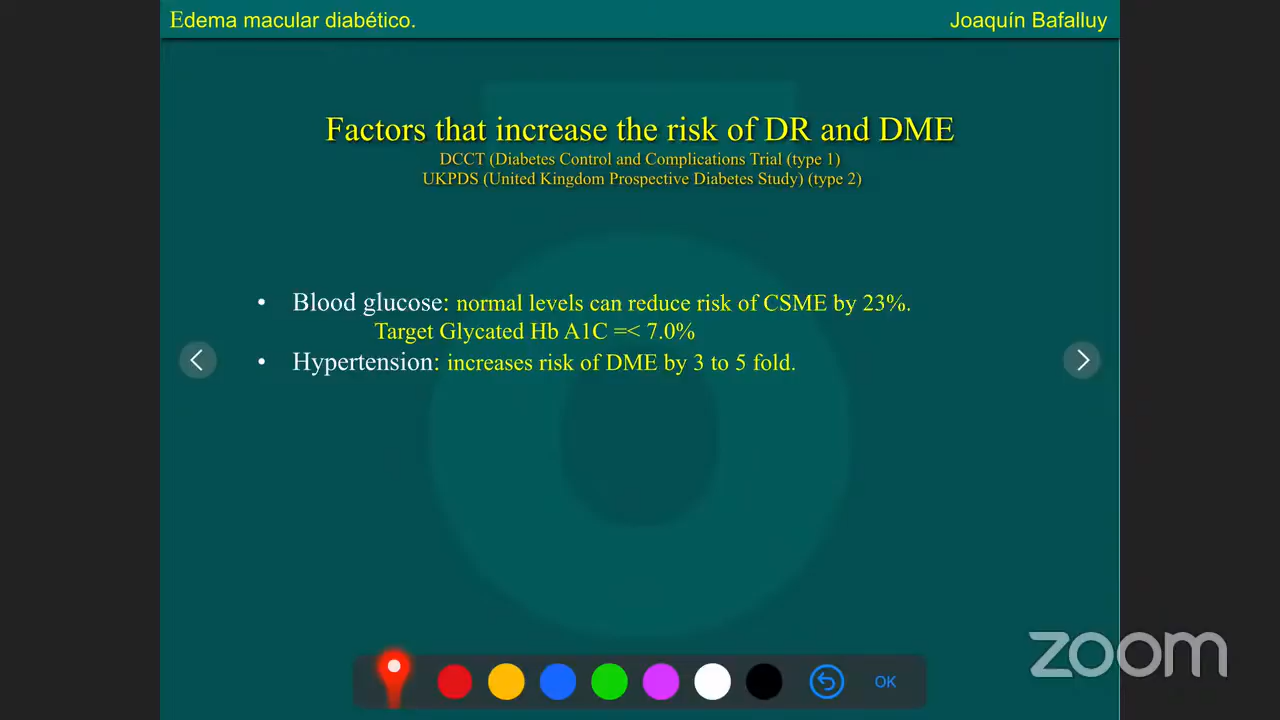 Edema macular diabético.
Joaquín Bafalluy
Factors that increase the risk of DR and DME
DCCT (Diabetes Control and Complications Trial (type 1)
UKPDS (United Kingdom Prospective Diabetes Study) (type 2)
• Blood glucose: normal levels can reduce risk of CSME by 23%.
Target Glycated Hb A1C =< 7.0%
• Hypertension: increases risk of DME by 3 to 5 fold.
zoom
OK